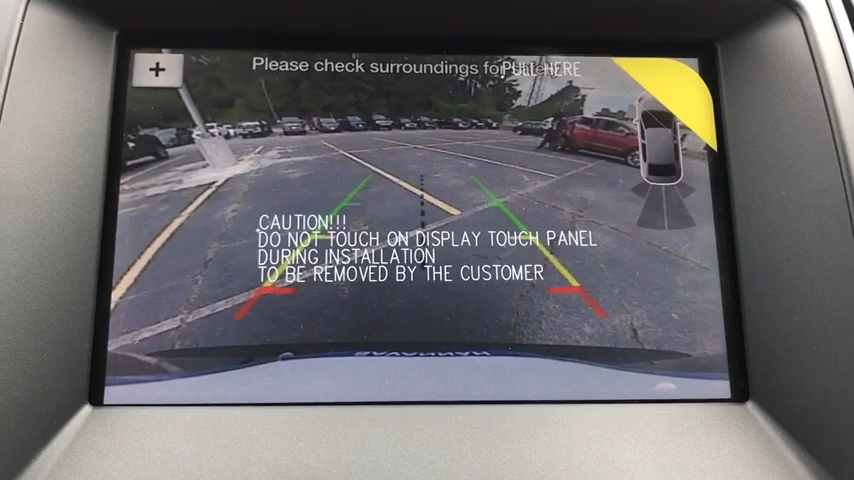 Please check surroundings for
PULL HERE
CAUTION!!!
DO NOT TOUCH ON DISPLAY TOUCH PANEL
DURING INSTALLATION
TO BE REMOVED BY THE CUSTOMER